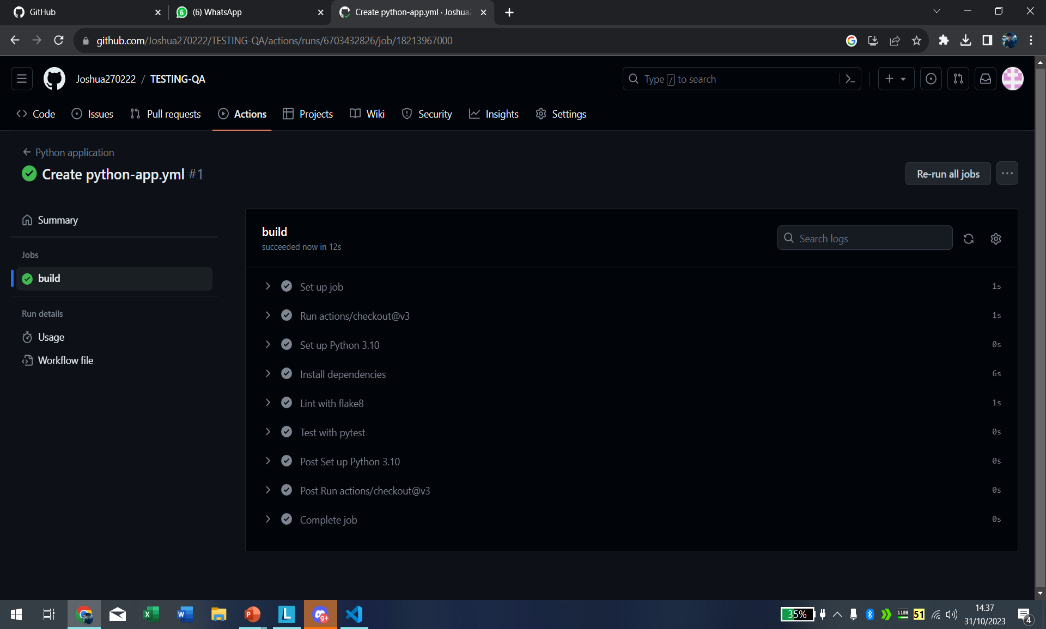 GitHub
(6) WhatsApp
Create python-app.yml · Joshua2
github.com/Joshua270222/TESTING-QA/actions/runs/6703432826/job/18213967000
Joshua270222 / TESTING-QA
Type / to search
Code Issues Pull requests Actions Projects Wiki Security Insights Settings
Python application
Create python-app.yml #1
Re-run all jobs
Summary
Jobs
build
Run details
Usage
Workflow file
build
succeeded now in 12s
Search logs
Set up job 1s
Run actions/checkout@v3 1s
Set up Python 3.10 0s
Install dependencies 6s
Lint with flake8 1s
Test with pytest 0s
Post Set up Python 3.10 0s
Post Run actions/checkout@v3 0s
Complete job 0s
35%
51
14.37
31/10/2023
4